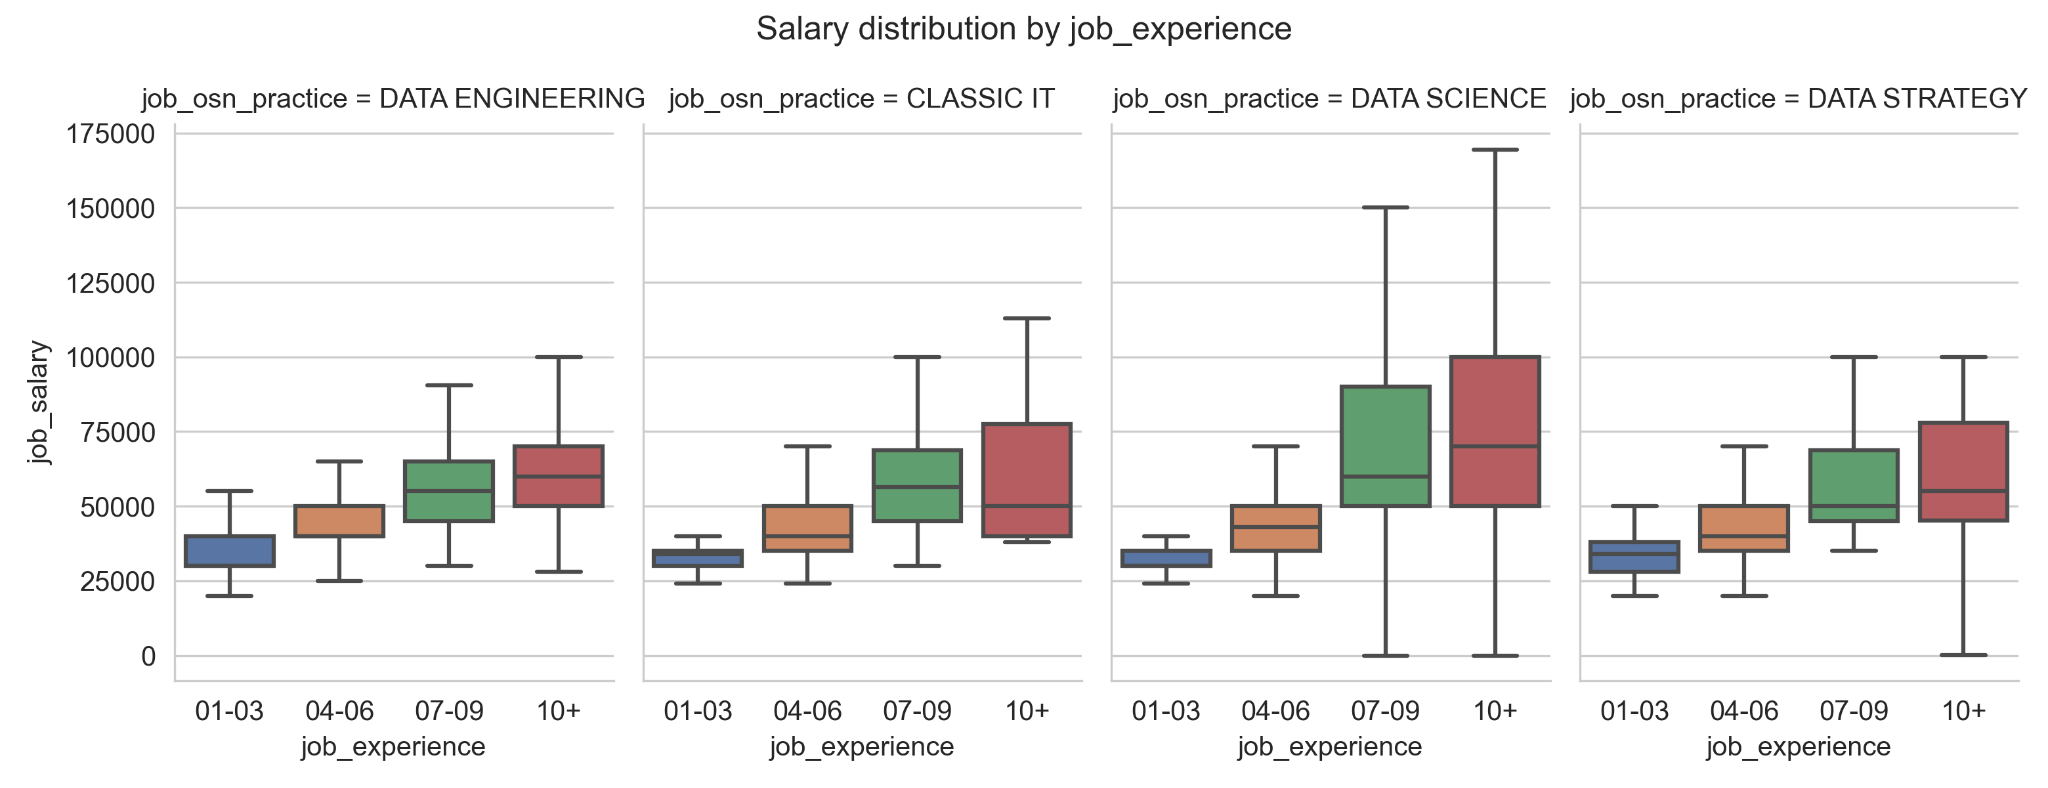 Salary distribution by job_experience
job_osn_practice = DATA ENGINEERING
job_osn_practice = CLASSIC IT
job_osn_practice = DATA SCIENCE
job_osn_practice = DATA STRATEGY
175000
150000
125000
100000
75000
50000
25000
0
job_salary
01-03 04-06 07-09 10+
01-03 04-06 07-09 10+
01-03 04-06 07-09 10+
01-03 04-06 07-09 10+
job_experience
job_experience
job_experience
job_experience